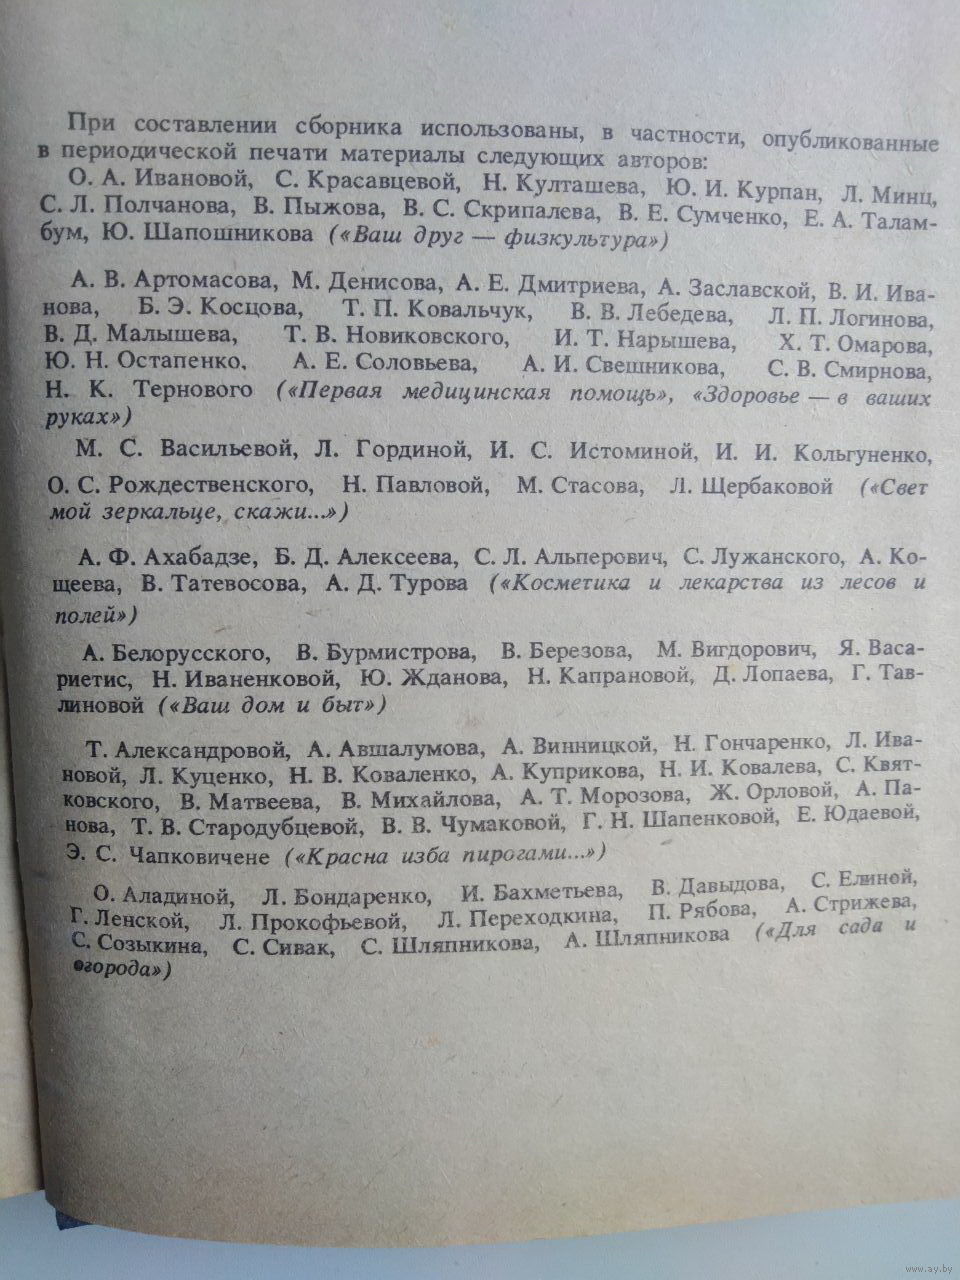 При составлении сборника использованы, в частности, опубликованные
в периодической печати материалы следующих авторов:
О. А. Ивановой, С. Красавцевой, Н. Култашева, Ю. И. Курпан, Л. Минц,
С. Л. Полчанова, В. Пыжова, В. С. Скрипалева, В. Е. Сумченко, Е. А. Талам-
бум, Ю. Шапошникова («Ваш друг — физкультура»)
А. В. Артомасова, М. Денисова, А. Е. Дмитриева, А. Заславской, В. И. Ива-
нова, Б. Э. Косцова, Т. П. Ковальчук, В. В. Лебедева, Л. П. Логинова,
В. Д. Малышева, Т. В. Новиковского, И. Т. Нарышева, Х. Т. Омарова,
Ю. Н. Остапенко, А. Е. Соловьева, А. И. Свешникова, С. В. Смирнова,
Н. К. Тернового («Первая медицинская помощь», «Здоровье — в ваших
руках»)
М. С. Васильевой, Л. Гординой, И. С. Истоминой, И. И. Кольгуненко,
О. С. Рождественского, Н. Павловой, М. Стасова, Л. Щербаковой («Свет
мой зеркальце, скажи...»)
А. Ф. Ахабадзе, Б. Д. Алексеева, С. Л. Альперович, С. Лужанского, А. Ко-
щеева, В. Татевосова, А. Д. Турова («Косметика и лекарства из лесов и
полей»)
А. Белорусского, В. Бурмистрова, В. Березова, М. Вигдорович, Я. Васа-
риетис, Н. Иваненковой, Ю. Жданова, Н. Капрановой, Д. Лопаева, Г. Тав-
линовой («Ваш дом и быт»)
Т. Александровой, А. Авшалумова, А. Винницкой, Н. Гончаренко, Л. Ива-
новой, Л. Куценко, Н. В. Коваленко, А. Куприкова, Н. И. Ковалева, С. Квят-
ковского, В. Матвеева, В. Михайлова, А. Т. Морозова, Ж. Орловой, А. Па-
нова, Т. В. Стародубцевой, В. В. Чумаковой, Г. Н. Шапенковой, Е. Юдаевой,
Э. С. Чапковичене («Красна изба пирогами...»)
О. Аладиной, Л. Бондаренко, И. Бахметьева, В. Давыдова, С. Елиной,
Г. Ленской, Л. Прокофьевой, Л. Переходкина, П. Рябова, А. Стрижева,
С. Созыкина, С. Сивак, С. Шляпникова, А. Шляпникова («Для сада и
огорода»)
www.ay.by